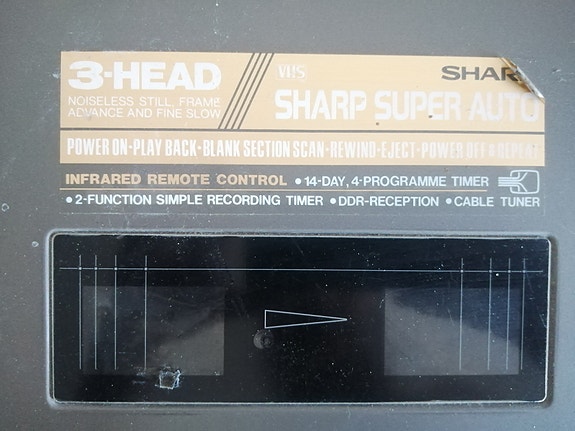 3-HEAD
NOISELESS STILL, FRAME
ADVANCE AND FINE SLOW
VHS
SHARP
SHARP SUPER AUTO
POWER ON·PLAY BACK·BLANK SECTION SCAN·REWIND·EJECT·POWER OFF·REPEAT
INFRARED REMOTE CONTROL •14-DAY, 4-PROGRAMME TIMER
•2-FUNCTION SIMPLE RECORDING TIMER •DDR-RECEPTION •CABLE TUNER